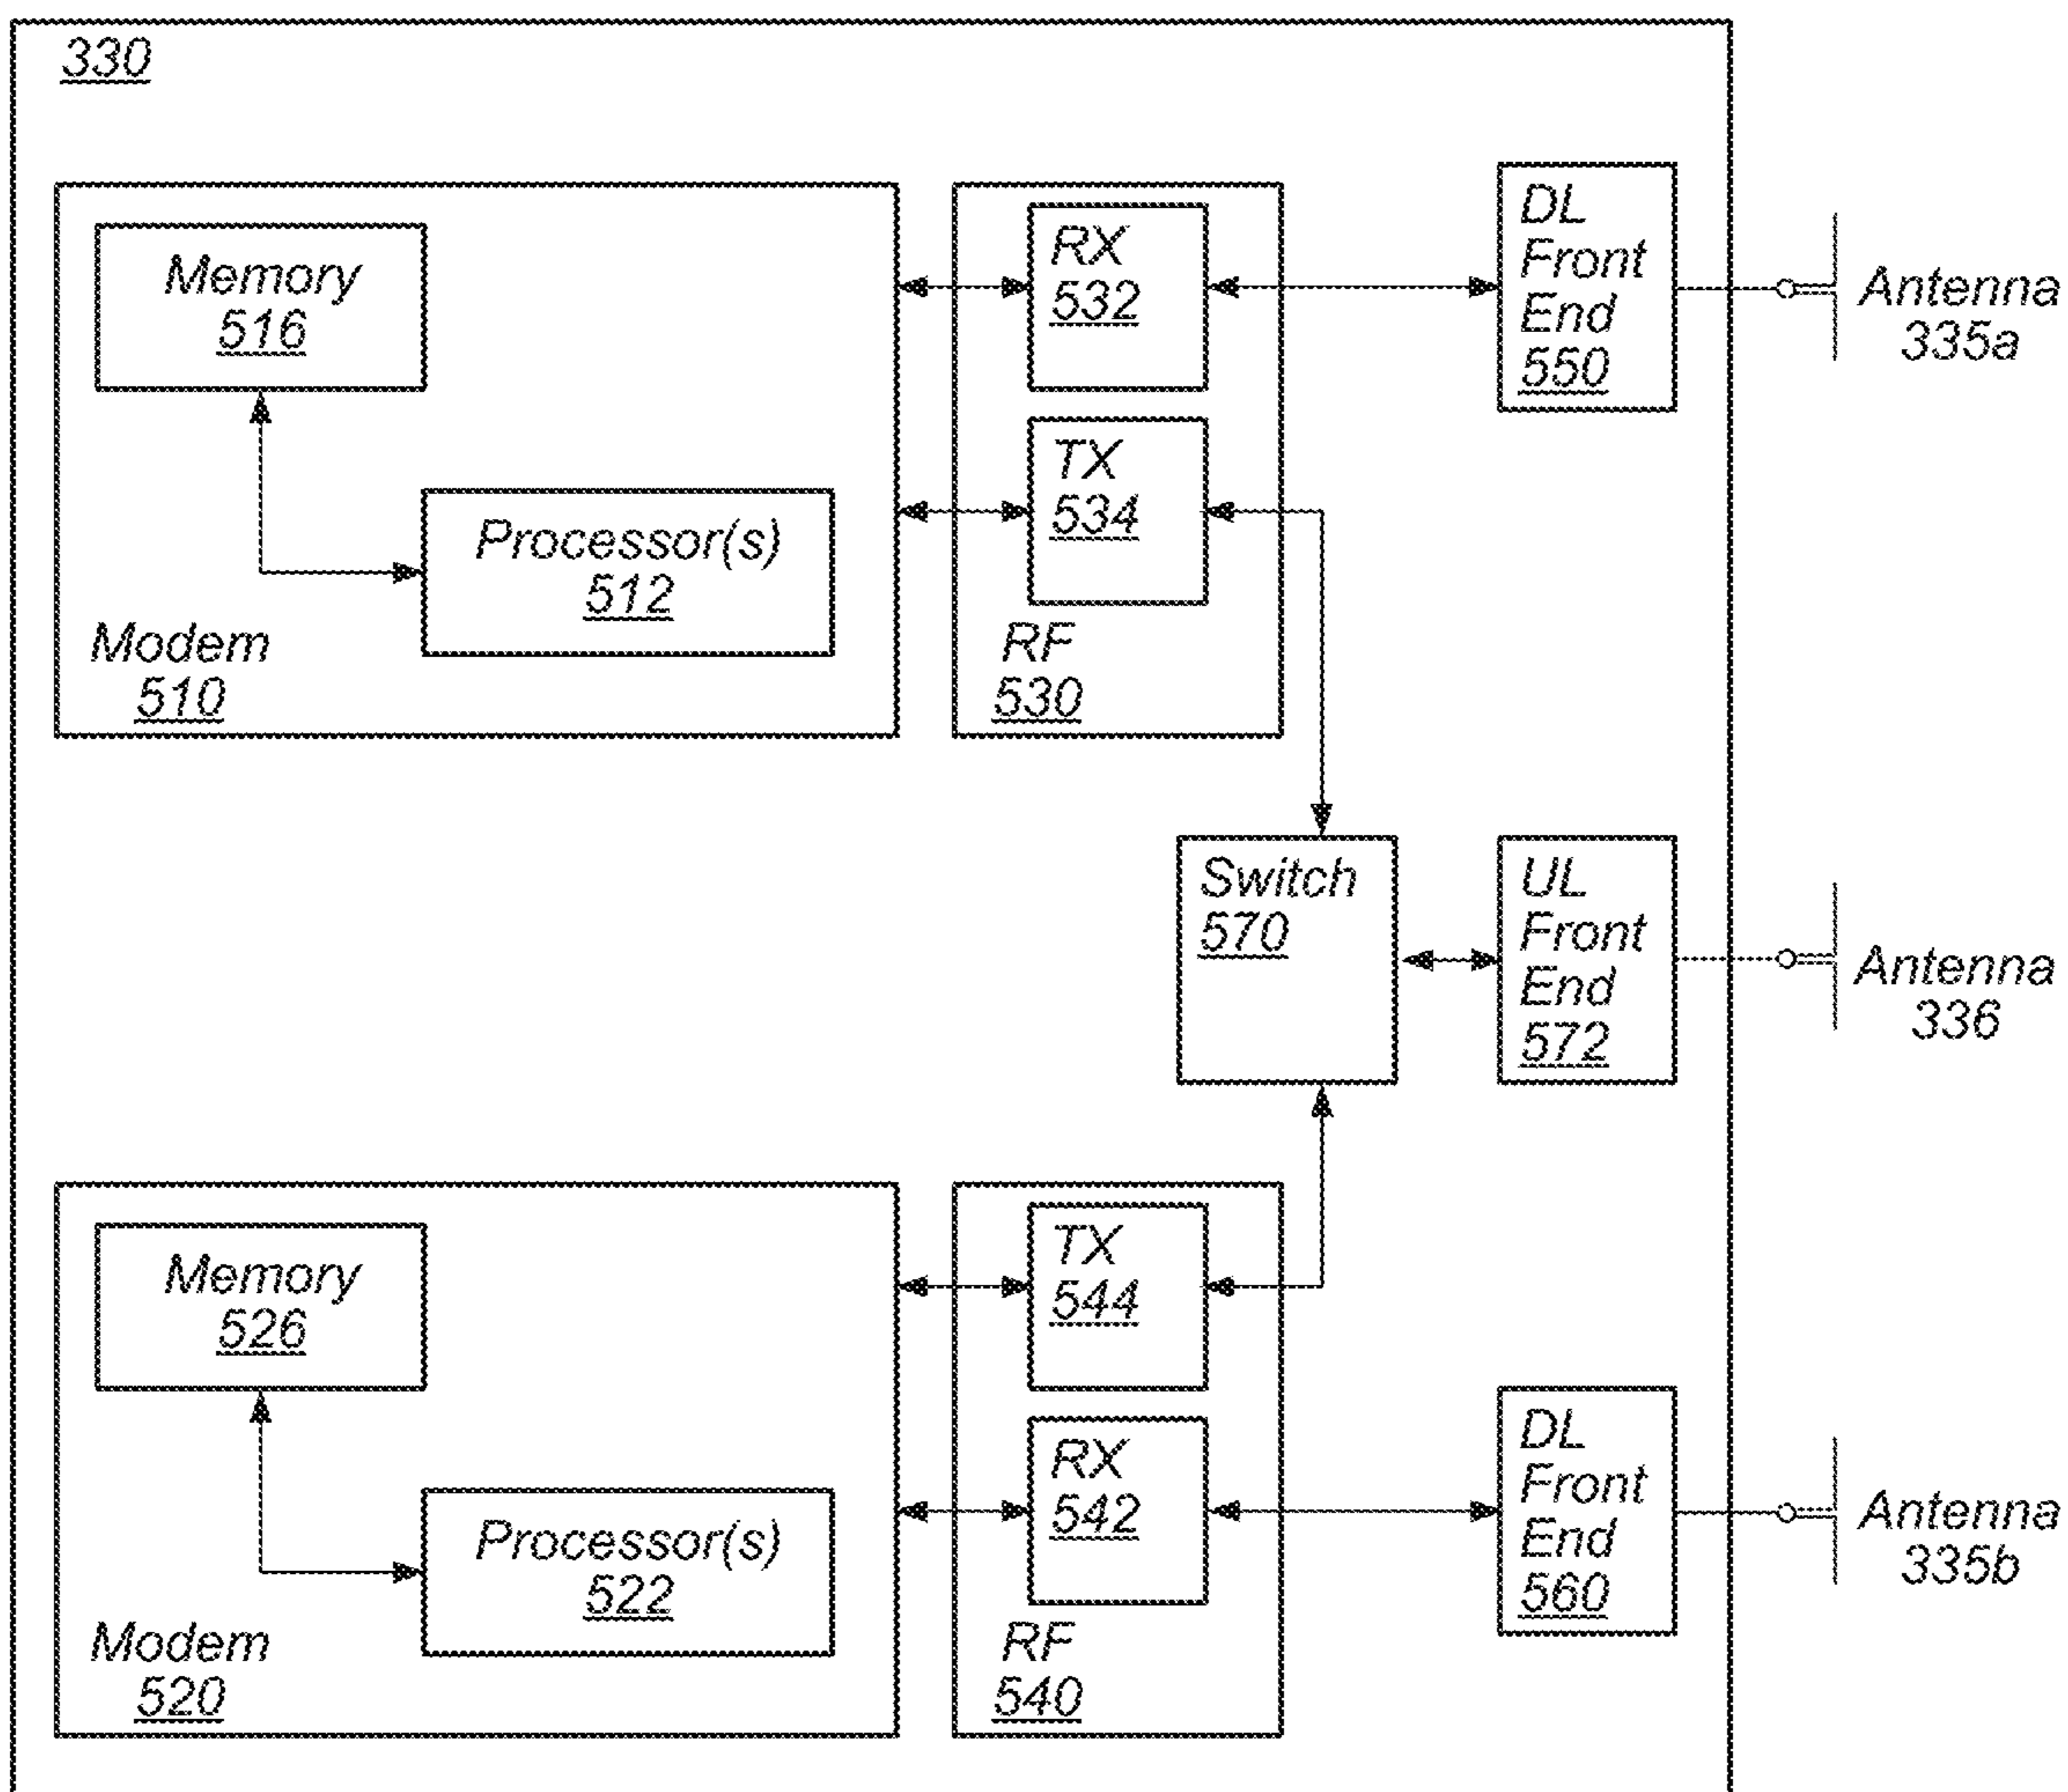 330
Memory
516
Processor(s)
512
Modem
510
RX
532
TX
534
RF
530
DL
Front
End
550
Antenna
335a
Switch
570
UL
Front
End
572
Antenna
336
Memory
526
Processor(s)
522
Modem
520
TX
544
RX
542
RF
540
DL
Front
End
560
Antenna
335b